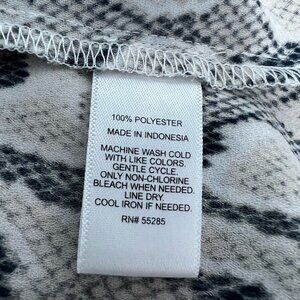 100% POLYESTER
MADE IN INDONESIA
MACHINE WASH COLD
WITH LIKE COLORS.
GENTLE CYCLE.
ONLY NON-CHLORINE
BLEACH WHEN NEEDED.
LINE DRY.
COOL IRON IF NEEDED.
RN# 55285